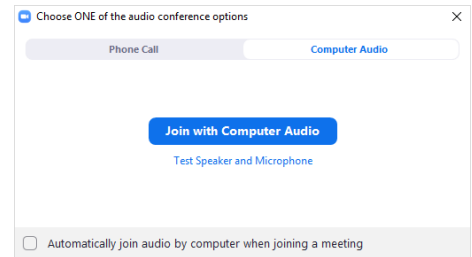 Choose ONE of the audio conference options
Phone Call
Computer Audio
Join with Computer Audio
Test Speaker and Microphone
Automatically join audio by computer when joining a meeting